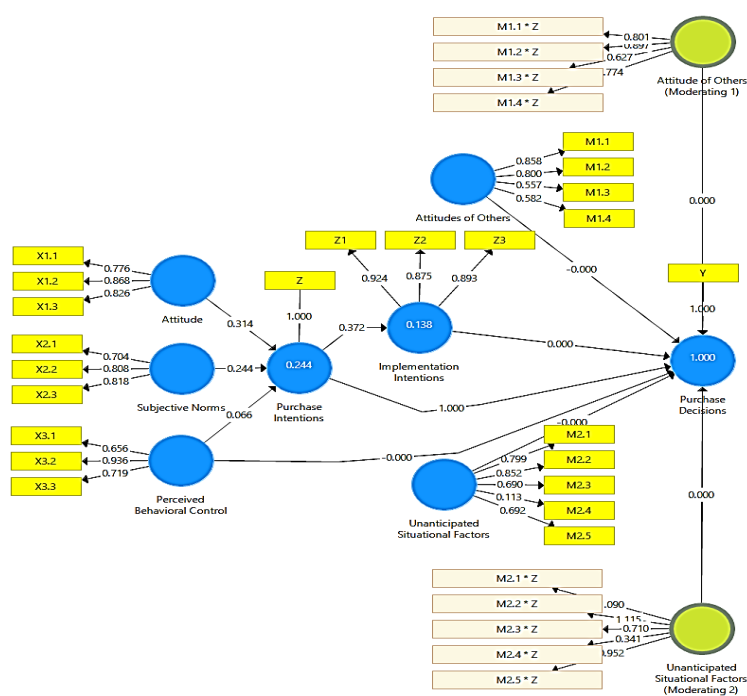 M1.1 * Z
M1.2 * Z
M1.3 * Z
M1.4 * Z
0.801
0.897
0.627
.774
Attitude of Others
(Moderating 1)
0.000
M1.1
M1.2
M1.3
M1.4
0.858
0.800
0.557
0.582
Attitudes of Others
-0.000
Z1
Z2
Z3
0.924
0.875
0.893
X1.1
X1.2
X1.3
0.776
0.868
0.826
Attitude
0.314
Z
1.000
0.372
0.138
Implementation
Intentions
0.000
Y
1.000
1.000
Purchase
Decisions
X2.1
X2.2
X2.3
0.704
0.808
0.818
Subjective Norms
0.244
0.244
Purchase
Intentions
1.000
0.066
X3.1
X3.2
X3.3
0.656
0.936
0.719
Perceived
Behavioral Control
-0.000
-0.000
M2.1
M2.2
M2.3
M2.4
M2.5
0.799
0.852
0.690
0.113
0.692
Unanticipated
Situational Factors
0.000
M2.1 * Z
M2.2 * Z
M2.3 * Z
M2.4 * Z
M2.5 * Z
.090
1.115
0.710
0.341
0.952
Unanticipated
Situational Factors
(Moderating 2)